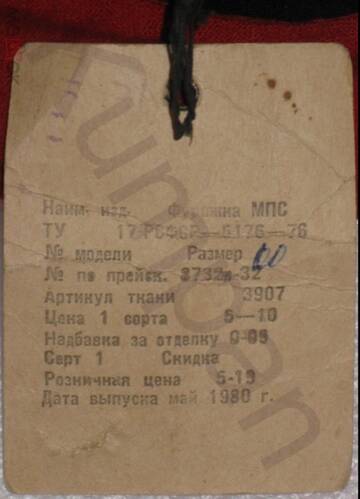 Наим. изд. Фуражка МПС
ТУ 17 РСФСР—5176—76
№ модели Размер 60
№ по прейск. 3732а-32
Артикул ткани 3907
Цена 1 сорта 5—10
Надбавка за отделку 0-09
Сорт 1 Скидка
Розничная цена 5-19
Дата выпуска май 1980 г.